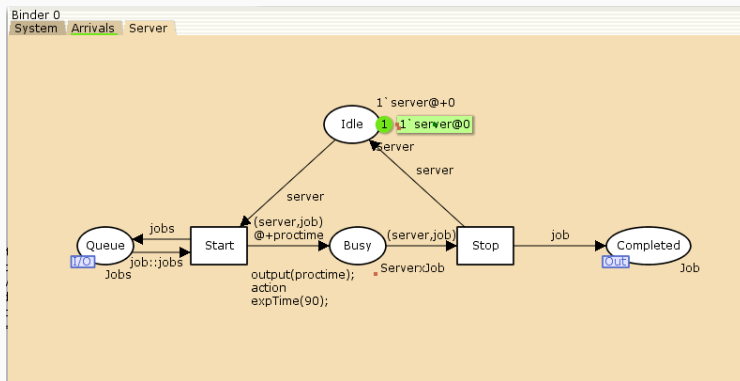 Binder 0
System Arrivals Server
1`server@+0
Idle 1 1`server@0
Server
server
server
jobs
(server,job)
@+proctime
(server,job)
job
Queue
Start
Busy
Stop
Completed
I/O
job::jobs
Out
Jobs
ServerxJob
Job
output(proctime);
action
expTime(90);